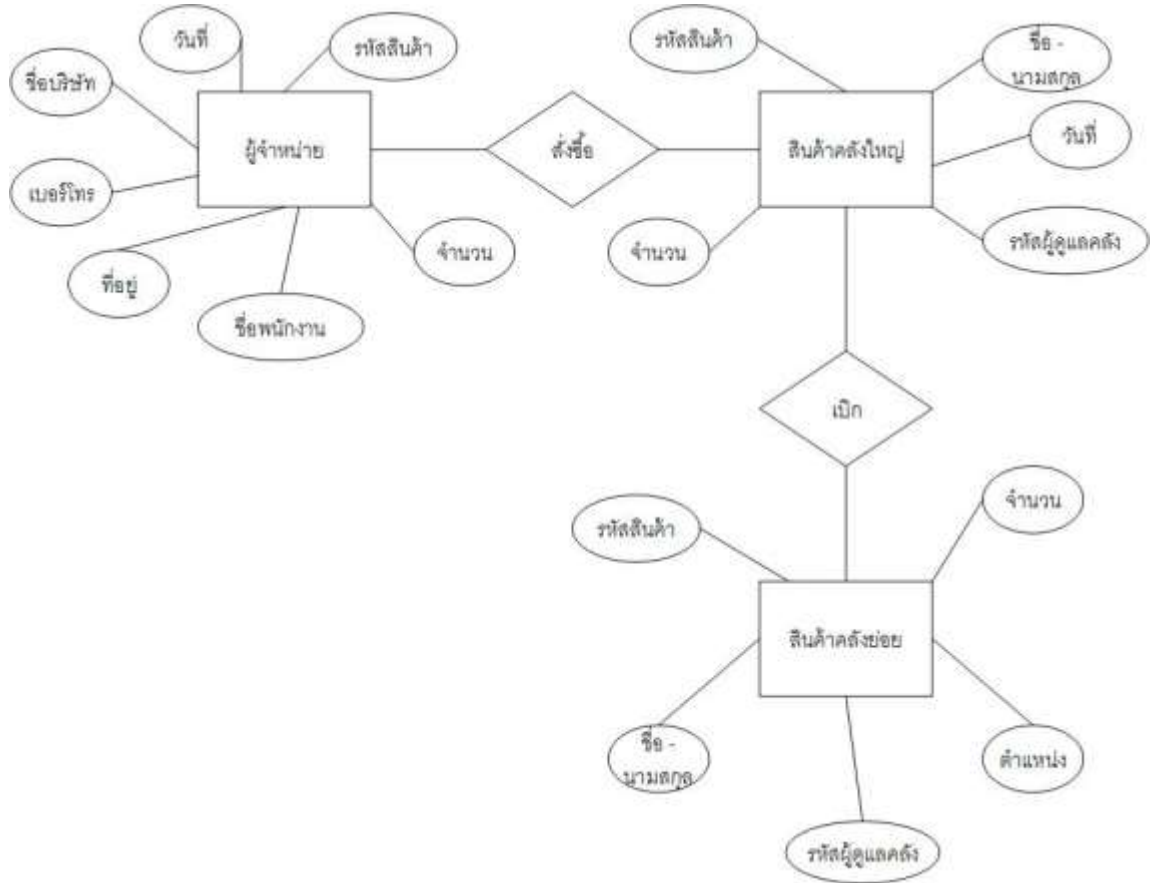 วันที่
รหัสสินค้า
ชื่อบริษัท
ผู้จำหน่าย
เบอร์โทร
ที่อยู่
ชื่อพนักงาน
จำนวน
สั่งซื้อ
รหัสสินค้า
ชื่อ -
นามสกุล
วันที่
สินค้าคลังใหญ่
จำนวน
รหัสผู้ดูแลคลัง
เบิก
รหัสสินค้า
จำนวน
สินค้าคลังย่อย
ชื่อ -
นามสกุล
ตำแหน่ง
รหัสผู้ดูแลคลัง